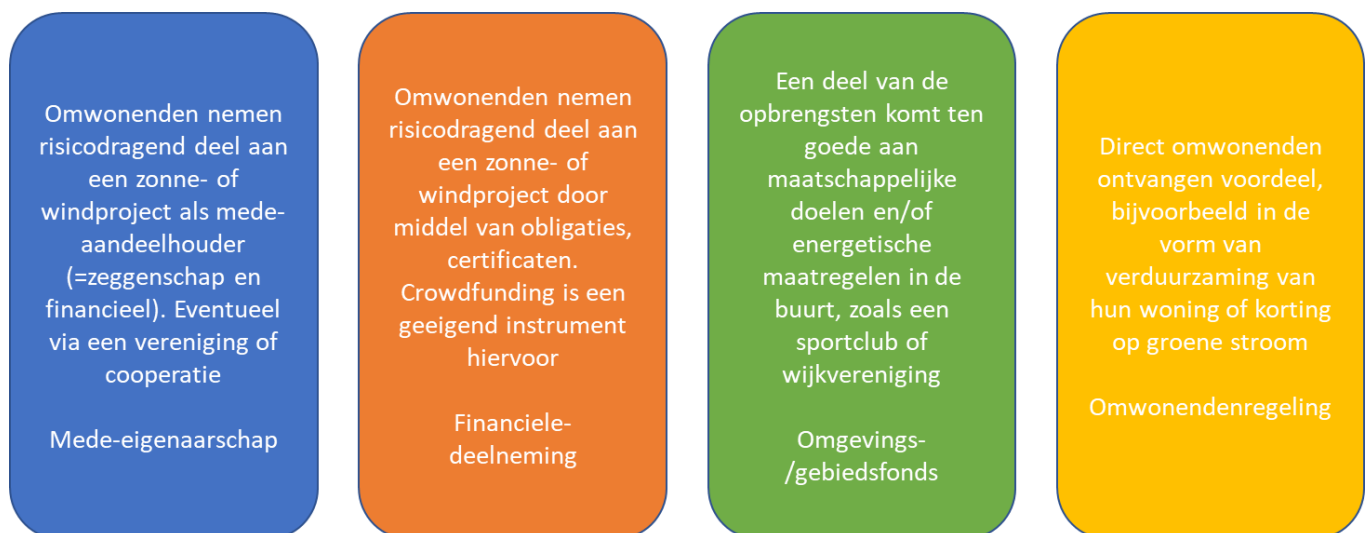 Omwonenden nemen
risicodragend deel aan
een zonne- of
windproject als mede-
aandeelhouder
(=zeggenschap en
financieel). Eventueel
via een vereniging of
cooperatie
Mede-eigenaarschap
Omwonenden nemen
risicodragend deel aan
een zonne- of
windproject door
middel van obligaties,
certificaten.
Crowdfunding is een
geeigend instrument
hiervoor
Financiele-
deelneming
Een deel van de
opbrengsten komt ten
goede aan
maatschappelijke
doelen en/of
energetische
maatregelen in de
buurt, zoals een
sportclub of
wijkvereniging
Omgevings-
/gebiedsfonds
Direct omwonenden
ontvangen voordeel,
bijvoorbeeld in de
vorm van
verduurzaming van
hun woning of korting
op groene stroom
Omwonendenregeling